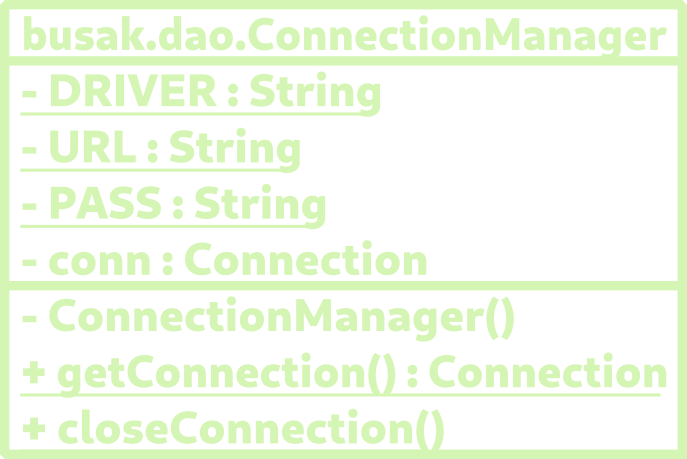 busak.dao.ConnectionManager
- DRIVER : String
- URL : String
- PASS : String
- conn : Connection
- ConnectionManager()
+ getConnection() : Connection
+ closeConnection()